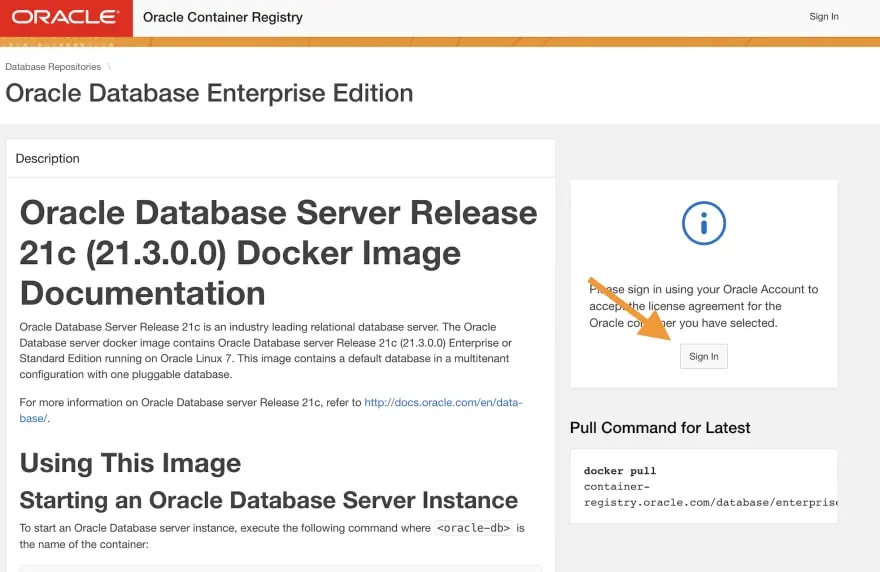 ORACLE Oracle Container Registry Sign In
Database Repositories \
Oracle Database Enterprise Edition
Description
Oracle Database Server Release
21c (21.3.0.0) Docker Image
Documentation
Oracle Database Server Release 21c is an industry leading relational database server. The Oracle
Database server docker image contains Oracle Database server Release 21c (21.3.0.0) Enterprise or
Standard Edition running on Oracle Linux 7. This image contains a default database in a multitenant
configuration with one pluggable database.
For more information on Oracle Database server Release 21c, refer to http://docs.oracle.com/en/data-
base/.
Using This Image
Starting an Oracle Database Server Instance
To start an Oracle Database server instance, execute the following command where <oracle-db> is
the name of the container:
Please sign in using your Oracle Account to
accept the license agreement for the
Oracle container you have selected.
Sign In
Pull Command for Latest
docker pull
container-
registry.oracle.com/database/enterprise